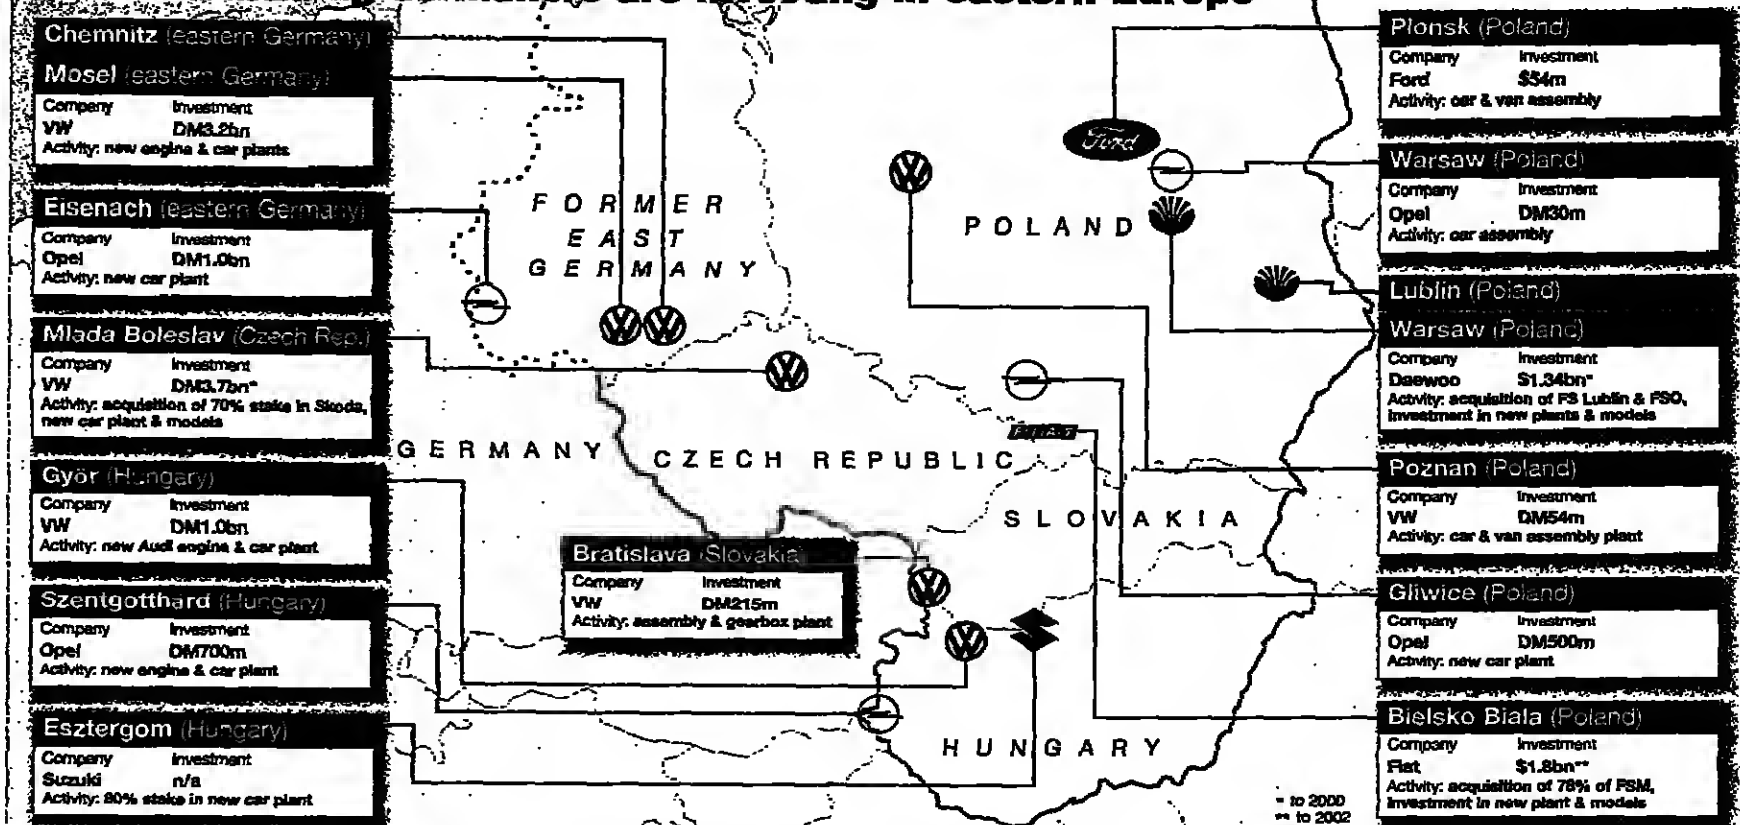 are investing in eastern Europe
Chemnitz (eastern Germany)
Mosel (eastern Germany)
Company Investment
VW DM3.2bn
Activity: new engine & car plants
Eisenach (eastern Germany)
Company Investment
Opel DM1.0bn
Activity: new car plant
Mlada Boleslav (Czech Rep.)
Company Investment
VW DM3.7bn*
Activity: acquisition of 70% stake in Skoda,
new car plant & models
Györ (Hungary)
Company Investment
VW DM1.0bn
Activity: new Audi engine & car plant
Szentgotthard (Hungary)
Company Investment
Opel DM700m
Activity: new engine & car plant
Esztergom (Hungary)
Company Investment
Suzuki n/a
Activity: 80% stake in new car plant
FORMER
EAST
GERMANY
GERMANY
CZECH REPUBLIC
POLAND
SLOVAKIA
HUNGARY
Ford
FIAT
Bratislava (Slovakia)
Company Investment
VW DM215m
Activity: assembly & gearbox plant
Plonsk (Poland)
Company Investment
Ford $54m
Activity: car & van assembly
Warsaw (Poland)
Company Investment
Opel DM30m
Activity: car assembly
Lublin (Poland)
Warsaw (Poland)
Company Investment
Daewoo $1.34bn*
Activity: acquisition of FS Lublin & FSO,
investment in new plants & models
Poznan (Poland)
Company Investment
VW DM54m
Activity: car & van assembly plant
Gliwice (Poland)
Company Investment
Opel DM500m
Activity: new car plant
Bielsko Biala (Poland)
Company Investment
Fiat $1.8bn**
Activity: acquisition of 78% of FSM,
investment in new plant & models
* to 2000
** to 2002